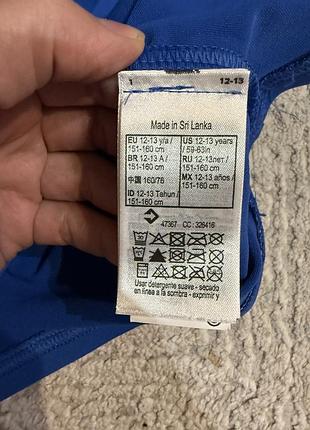 1 12-13
Made in Sri Lanka
EU 12-13 y/a / 151-160 cm
US 12-13 years / 59-63in
BR 12-13 A / 151-160 cm
RU 12-13лет / 151-160 cm
中国 160/76
MX 12-13 años / 151-160 cm
ID 12-13 Tahun / 151-160 cm
47367 CC : 326416
Usar detergente suave - secado
en línea a la sombra - exprimir y